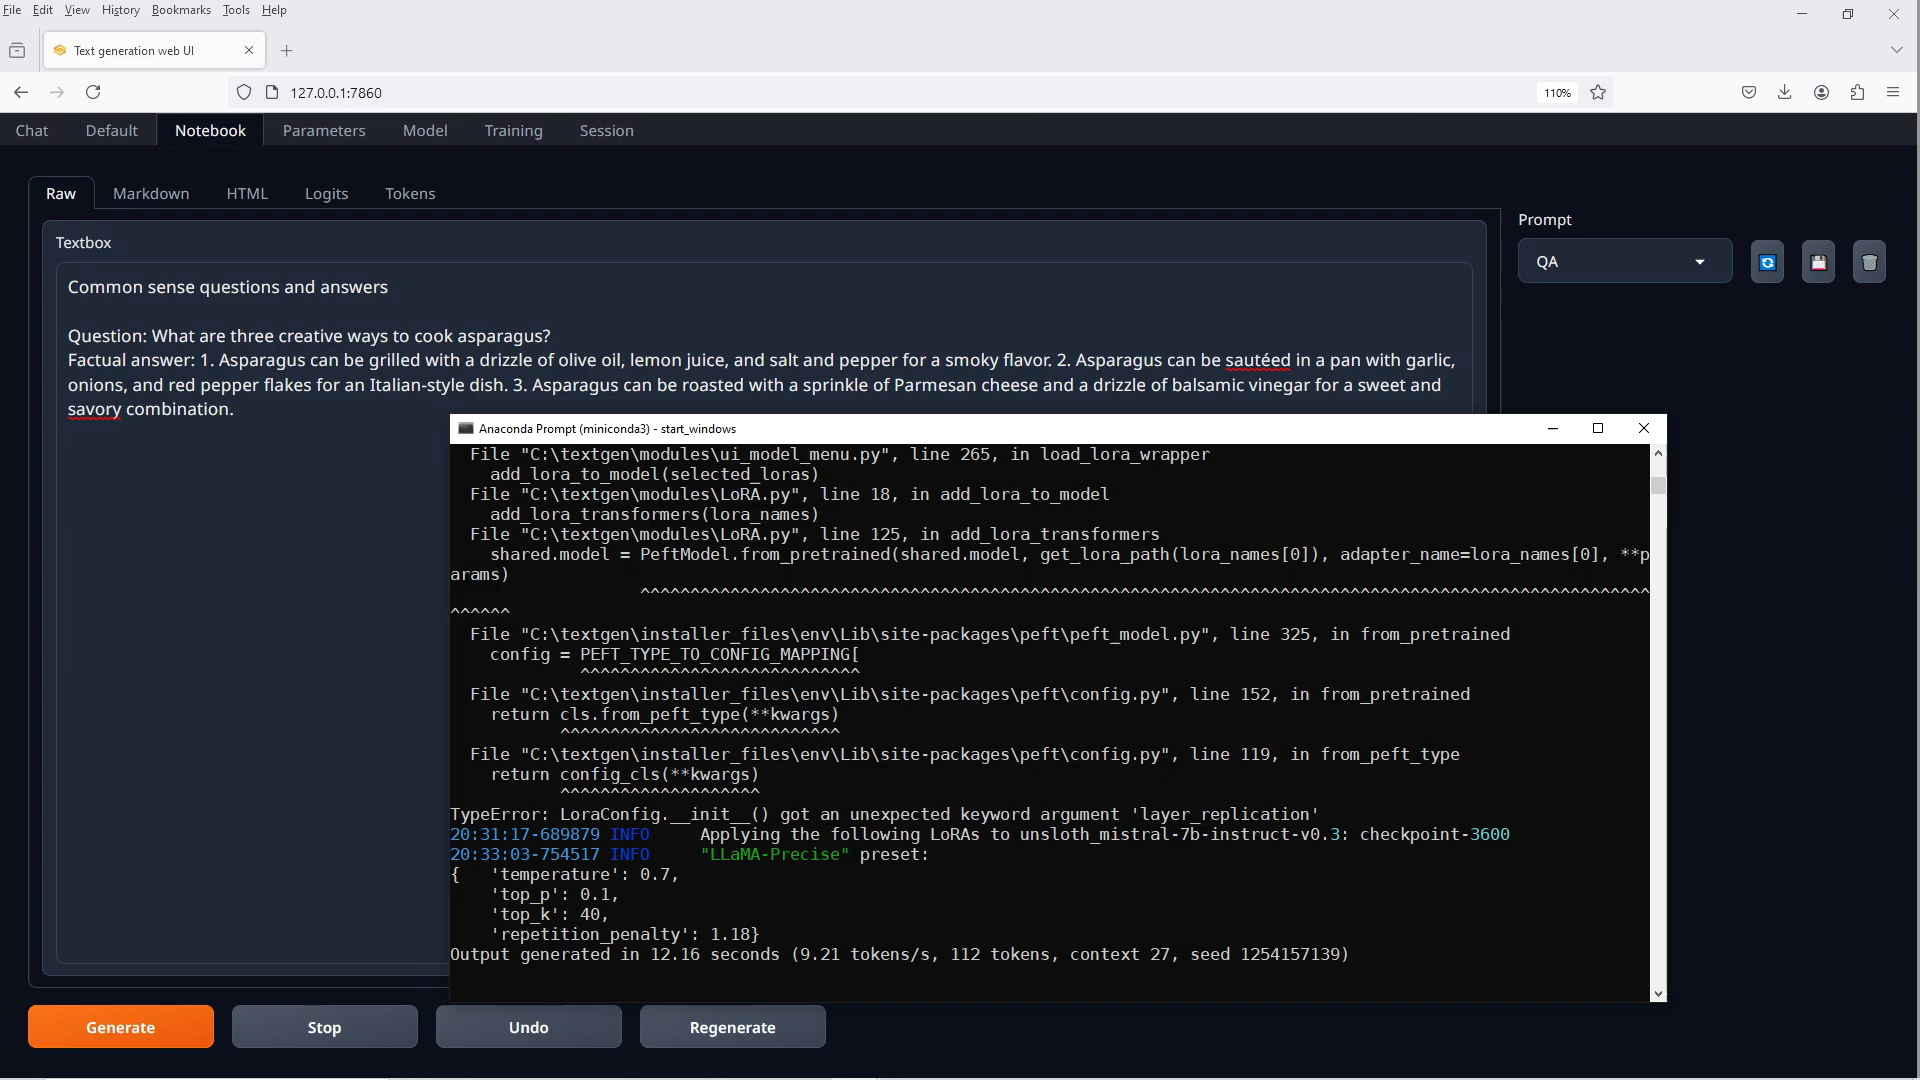 File Edit View History Bookmarks Tools Help
Text generation web UI
127.0.0.1:7860
110%
Chat Default Notebook Parameters Model Training Session
Raw Markdown HTML Logits Tokens
Textbox
Common sense questions and answers
Question: What are three creative ways to cook asparagus?
Factual answer: 1. Asparagus can be grilled with a drizzle of olive oil, lemon juice, and salt and pepper for a smoky flavor. 2. Asparagus can be sautéed in a pan with garlic,
onions, and red pepper flakes for an Italian-style dish. 3. Asparagus can be roasted with a sprinkle of Parmesan cheese and a drizzle of balsamic vinegar for a sweet and
savory combination.
Prompt
QA
Anaconda Prompt (miniconda3) - start_windows
File "C:\textgen\modules\ui_model_menu.py", line 265, in load_lora_wrapper
add_lora_to_model(selected_loras)
File "C:\textgen\modules\LoRA.py", line 18, in add_lora_to_model
add_lora_transformers(lora_names)
File "C:\textgen\modules\LoRA.py", line 125, in add_lora_transformers
shared.model = PeftModel.from_pretrained(shared.model, get_lora_path(lora_names[0]), adapter_name=lora_names[0], **p
arams)
^^^^^^^^^^^^^^^^^^^^^^^^^^^^^^^^^^^^^^^^^^^^^^^^^^^^^^^^^^^^^^^^^^^^^^^^^^^^^^^^^^^^^^^^^^^^^^^^^^^^^
^^^^^^
File "C:\textgen\installer_files\env\Lib\site-packages\peft\peft_model.py", line 325, in from_pretrained
config = PEFT_TYPE_TO_CONFIG_MAPPING[
^^^^^^^^^^^^^^^^^^^^^^^^^^^^
File "C:\textgen\installer_files\env\Lib\site-packages\peft\config.py", line 152, in from_pretrained
return cls.from_peft_type(**kwargs)
^^^^^^^^^^^^^^^^^^^^^^^^^^^^
File "C:\textgen\installer_files\env\Lib\site-packages\peft\config.py", line 119, in from_peft_type
return config_cls(**kwargs)
^^^^^^^^^^^^^^^^^^^^
TypeError: LoraConfig.__init__() got an unexpected keyword argument 'layer_replication'
20:31:17-689879 INFO Applying the following LoRAs to unsloth_mistral-7b-instruct-v0.3: checkpoint-3600
20:33:03-754517 INFO "LLaMA-Precise" preset:
{ 'temperature': 0.7,
'top_p': 0.1,
'top_k': 40,
'repetition_penalty': 1.18}
Output generated in 12.16 seconds (9.21 tokens/s, 112 tokens, context 27, seed 1254157139)
Generate Stop Undo Regenerate